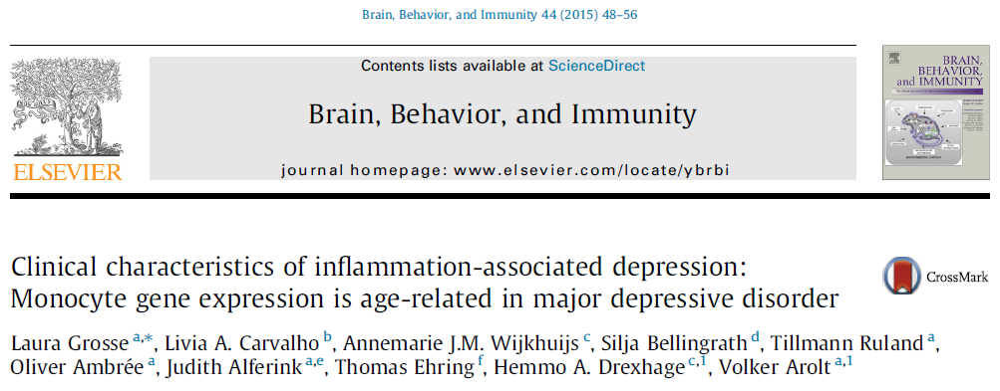 Brain, Behavior, and Immunity 44 (2015) 48–56
Contents lists available at ScienceDirect
Brain, Behavior, and Immunity
journal homepage: www.elsevier.com/locate/ybrbi
ELSEVIER
BRAIN,
BEHAVIOR,
and IMMUNITY
Clinical characteristics of inflammation-associated depression:
Monocyte gene expression is age-related in major depressive disorder
CrossMark
Laura Grosse a,*, Livia A. Carvalho b, Annemarie J.M. Wijkhuijs c, Silja Bellingrath d, Tillmann Ruland a,
Oliver Ambrée a, Judith Alferink a,e, Thomas Ehring f, Hemmo A. Drexhage c,1, Volker Arolt a,1